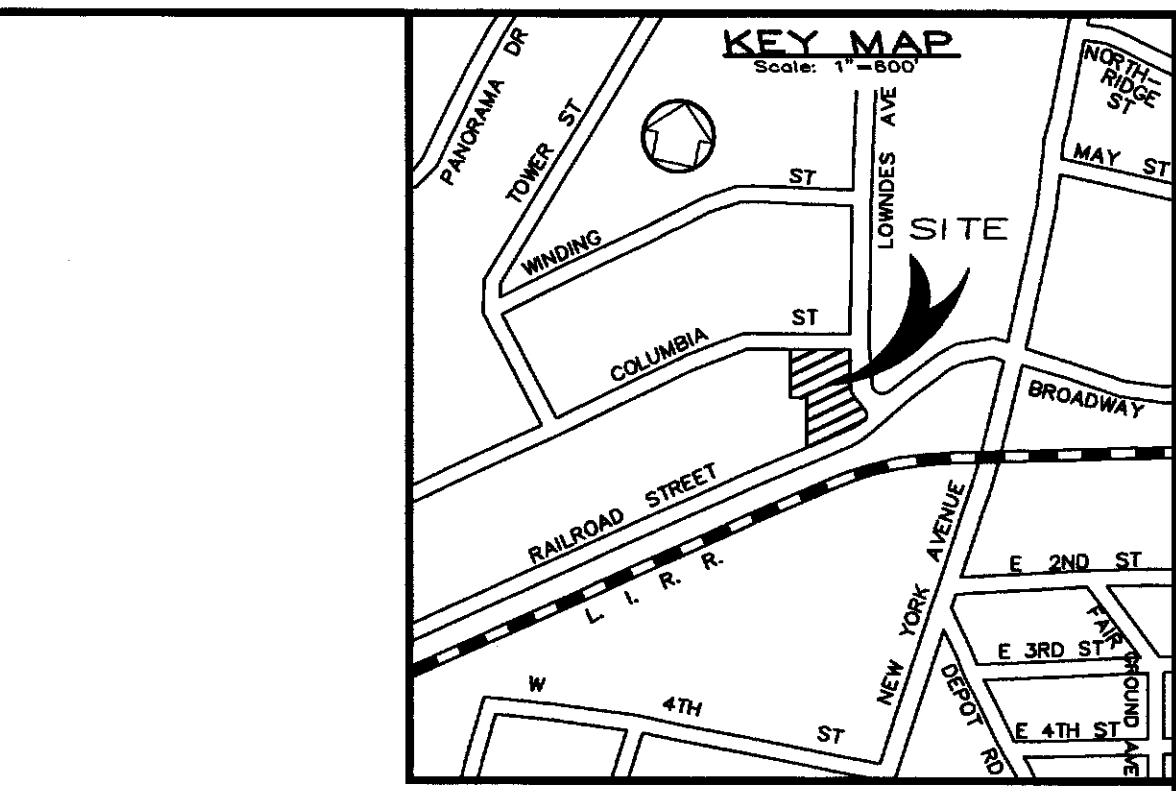 KEY MAP
Scale: 1"=600'
PANORAMA DR
TOWER ST
LOWNDES AVE
NORTH-
RIDGE
ST
MAY ST
WINDING ST
SITE
COLUMBIA ST
BROADWAY
RAILROAD STREET
L. I. R. R.
NEW YORK AVENUE
E 2ND ST
FAIR GROUND AVE
E 3RD ST
DEPOT RD
W 4TH ST
E 4TH ST